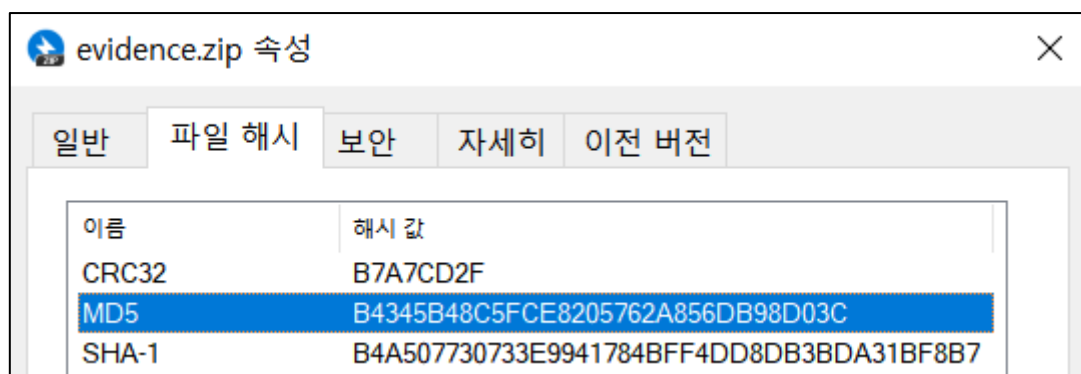 evidence.zip 속성
일반 파일 해시 보안 자세히 이전 버전
이름 해시 값
CRC32 B7A7CD2F
MD5 B4345B48C5FCE8205762A856DB98D03C
SHA-1 B4A507730733E9941784BFF4DD8DB3BDA31BF8B7